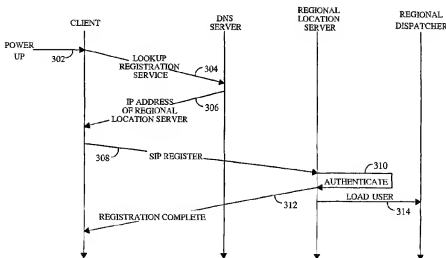 CLIENT
DNS
SERVER
REGIONAL
LOCATION
SERVER
REGIONAL
DISPATCHER
POWER
UP
302
LOOKUP
REGISTRATION
SERVICE
304
306
IP ADDRESS
OF REGIONAL
LOCATION SERVER
308
SIP REGISTER
310
AUTHENTICATE
312
LOAD USER
314
REGISTRATION COMPLETE